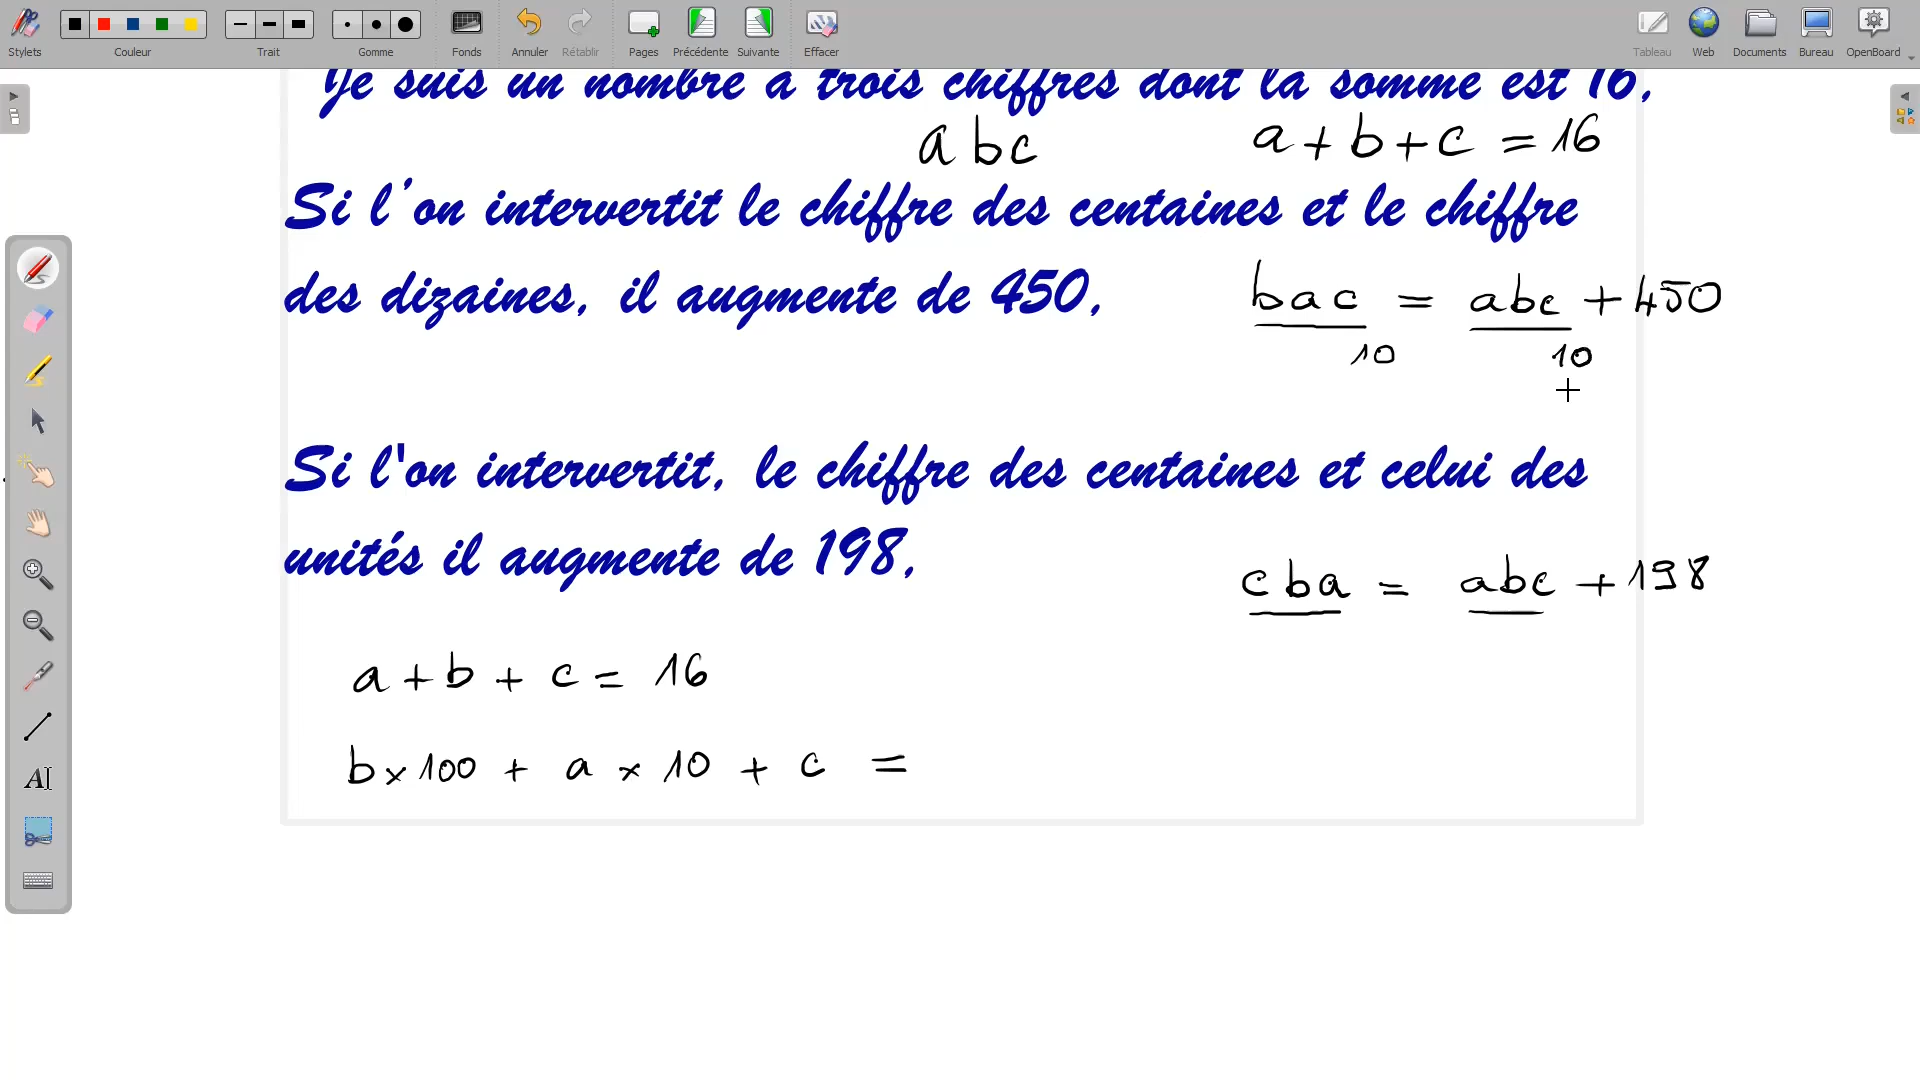 Stylets Couleur Trait Gomme Fonds Annuler Rétablir Pages Précédente Suivante Effacer Tableau Web Documents Bureau OpenBoard
Je suis un nombre à trois chiffres dont la somme est 16,
abc a+b+c = 16
Si l'on intervertit le chiffre des centaines et le chiffre
des dizaines, il augmente de 450,
bac = abc + 450
10 10
Si l'on intervertit, le chiffre des centaines et celui des
unités il augmente de 198,
cba = abc + 198
a + b + c = 16
b×100 + a × 10 + c =